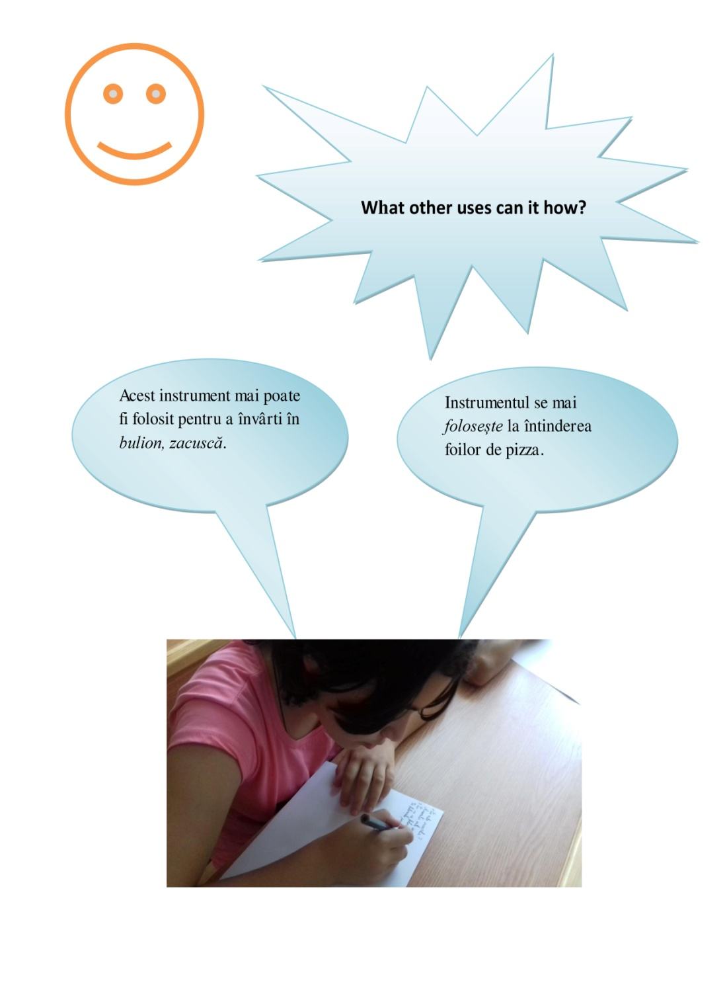 What other uses can it how?
Acest instrument mai poate
fi folosit pentru a învârti în
bulion, zacuscă.
Instrumentul se mai
folosește la întinderea
foilor de pizza.